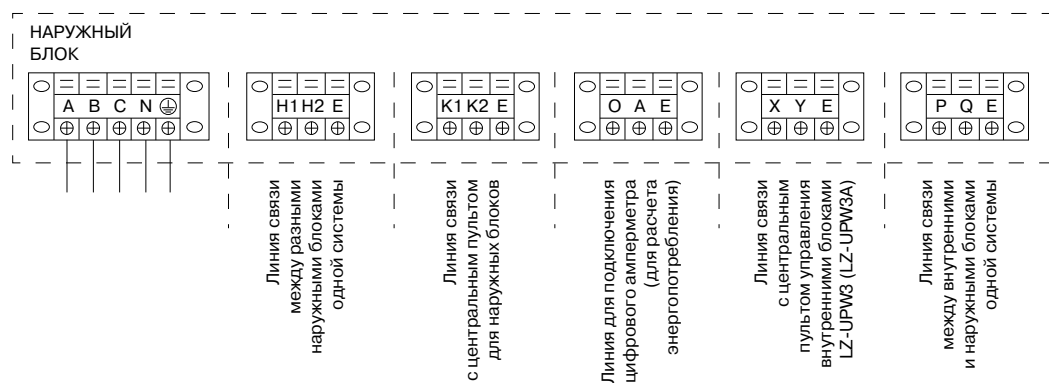 НАРУЖНЫЙ
БЛОК
A B C N
H1 H2 E
K1 K2 E
O A E
X Y E
P Q E
Линия связи
между разными
наружными блоками
одной системы
Линия связи
с центральным пультом
для наружных блоков
Линия для подключения
цифрового амперметра
(для расчета
энергопотребления)
Линия связи
с центральным
пультом управления
внутренними блоками
LZ-UPW3 (LZ-UPW3A)
Линия связи
между внутренними
и наружными блоками
одной системы